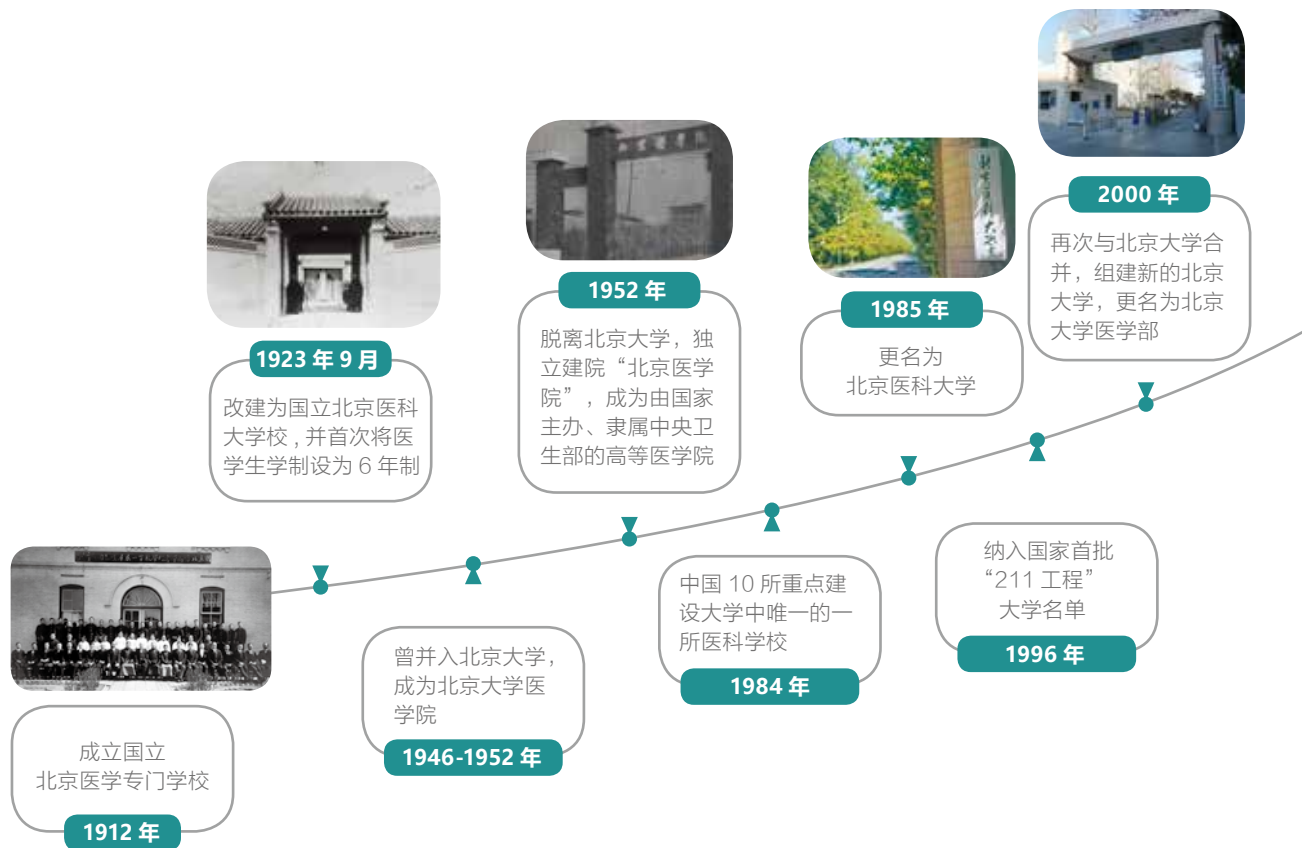 成立国立
北京医学专门学校
1912 年
1923 年 9 月
改建为国立北京医科
大学校 , 并首次将医
学生学制设为 6 年制
曾并入北京大学，
成为北京大学医
学院
1946-1952 年
1952 年
脱离北京大学，独
立建院“北京医学
院”，成为由国家
主办、隶属中央卫
生部的高等医学院
中国 10 所重点建
设大学中唯一的一
所医科学校
1984 年
1985 年
更名为
北京医科大学
纳入国家首批
“211 工程”
大学名单
1996 年
2000 年
再次与北京大学合
并，组建新的北京
大学，更名为北京
大学医学部